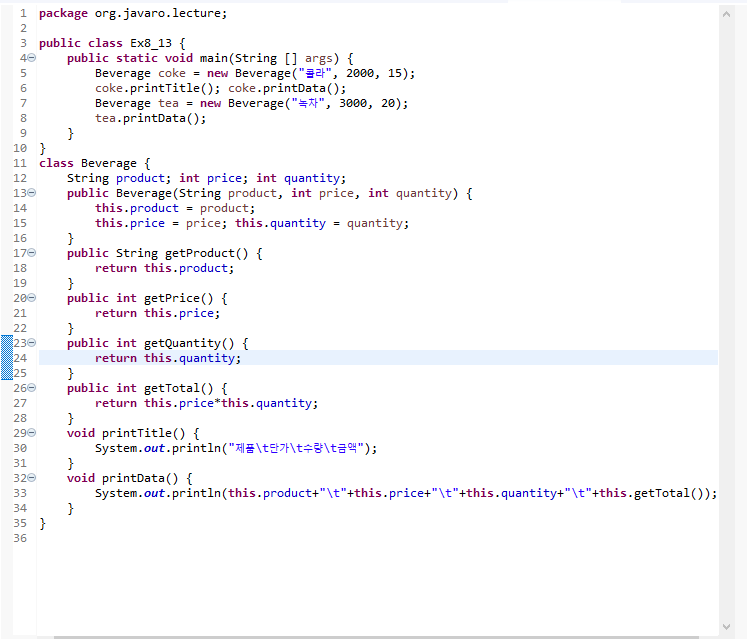 1 package org.javaro.lecture;
2
3 public class Ex8_13 {
4 public static void main(String [] args) {
5 Beverage coke = new Beverage("콜라", 2000, 15);
6 coke.printTitle(); coke.printData();
7 Beverage tea = new Beverage("녹차", 3000, 20);
8 tea.printData();
9 }
10 }
11 class Beverage {
12 String product; int price; int quantity;
13 public Beverage(String product, int price, int quantity) {
14 this.product = product;
15 this.price = price; this.quantity = quantity;
16 }
17 public String getProduct() {
18 return this.product;
19 }
20 public int getPrice() {
21 return this.price;
22 }
23 public int getQuantity() {
24 return this.quantity;
25 }
26 public int getTotal() {
27 return this.price*this.quantity;
28 }
29 void printTitle() {
30 System.out.println("제품\t단가\t수량\t금액");
31 }
32 void printData() {
33 System.out.println(this.product+"\t"+this.price+"\t"+this.quantity+"\t"+this.getTotal());
34 }
35 }
36